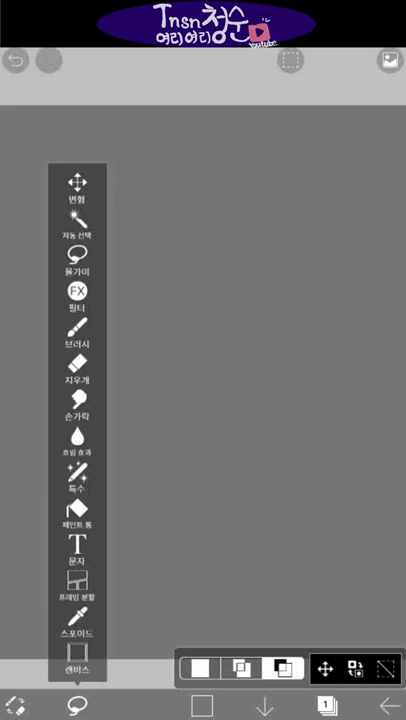 Tnsn청순
여리여리
YouTube
변형
자동 선택
올가미
FX
필터
브러시
지우개
손가락
흐림 효과
특수
페인트 통
T
문자
프레임 분할
스포이드
캔버스
1